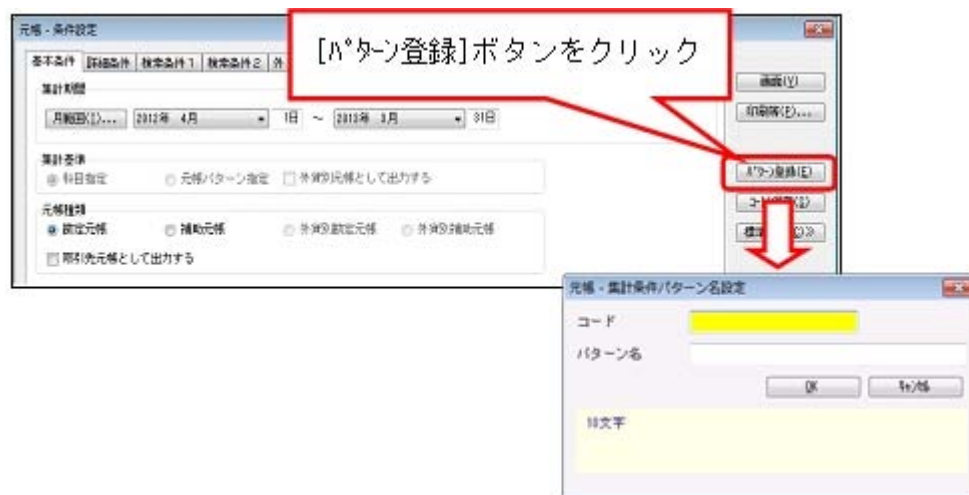 元帳 - 条件設定
[ﾊﾟﾀｰﾝ登録]ボタンをクリック
基本条件 詳細条件 検索条件1 検索条件2 外
集計期間
月範囲(I)... 2012年 4月 1日 ～ 2013年 3月 31日
画面(Y)
印刷等(P)...
集計基準
科目指定 元帳パターン指定 外貨別元帳として出力する
ﾊﾟﾀｰﾝ登録(E)
元帳種類
勘定元帳 補助元帳 外貨別勘定元帳 外貨別補助元帳
取引先元帳として出力する
元帳 - 集計条件パターン名設定
コード
パターン名
OK ｷｬﾝｾﾙ
10文字